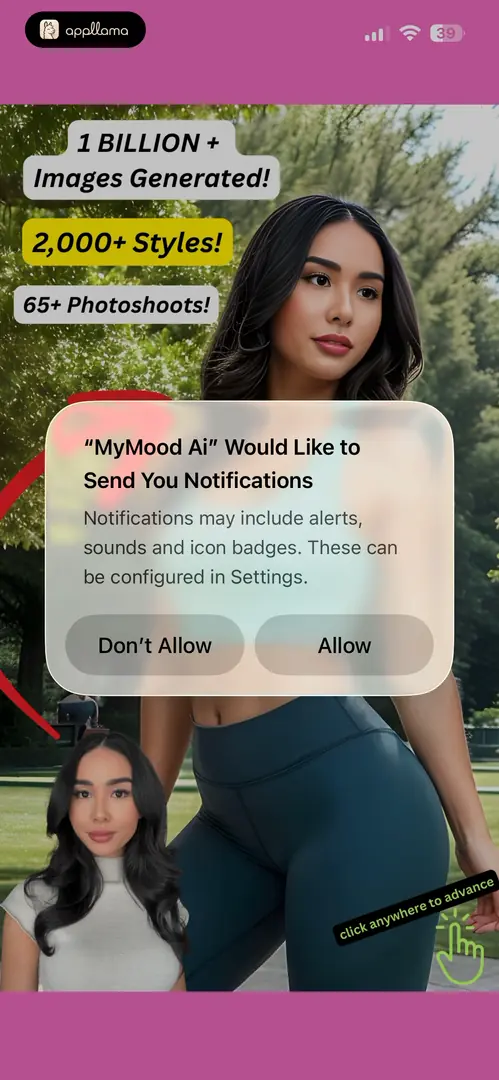 appllama
39
1 BILLION +
Images Generated!
2,000+ Styles!
65+ Photoshoots!
“MyMood Ai” Would Like to
Send You Notifications
Notifications may include alerts,
sounds and icon badges. These can
be configured in Settings.
Don’t Allow
Allow
click anywhere to advance